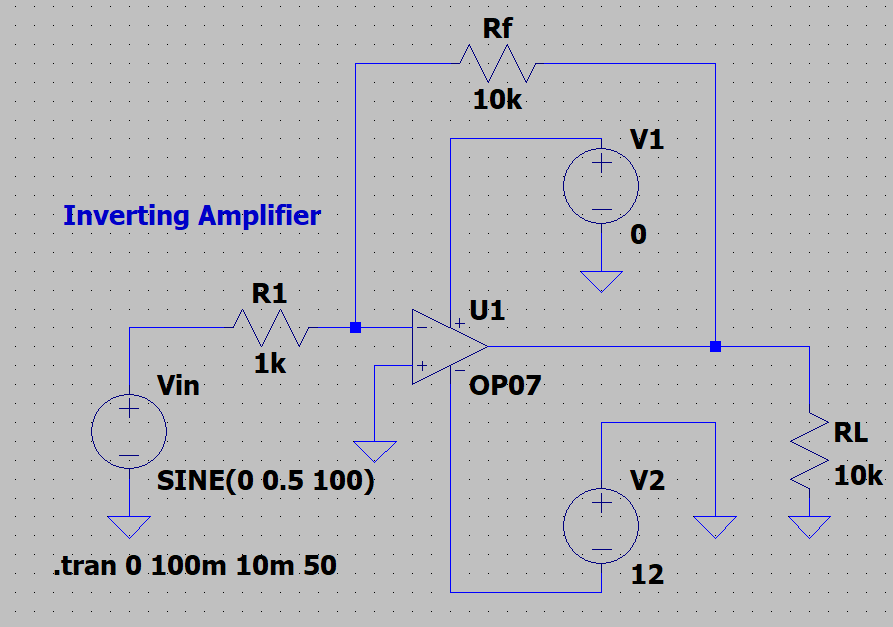 Rf
10k
V1
0
Inverting Amplifier
R1
1k
U1
OP07
Vin
SINE(0 0.5 100)
V2
12
RL
10k
.tran 0 100m 10m 50